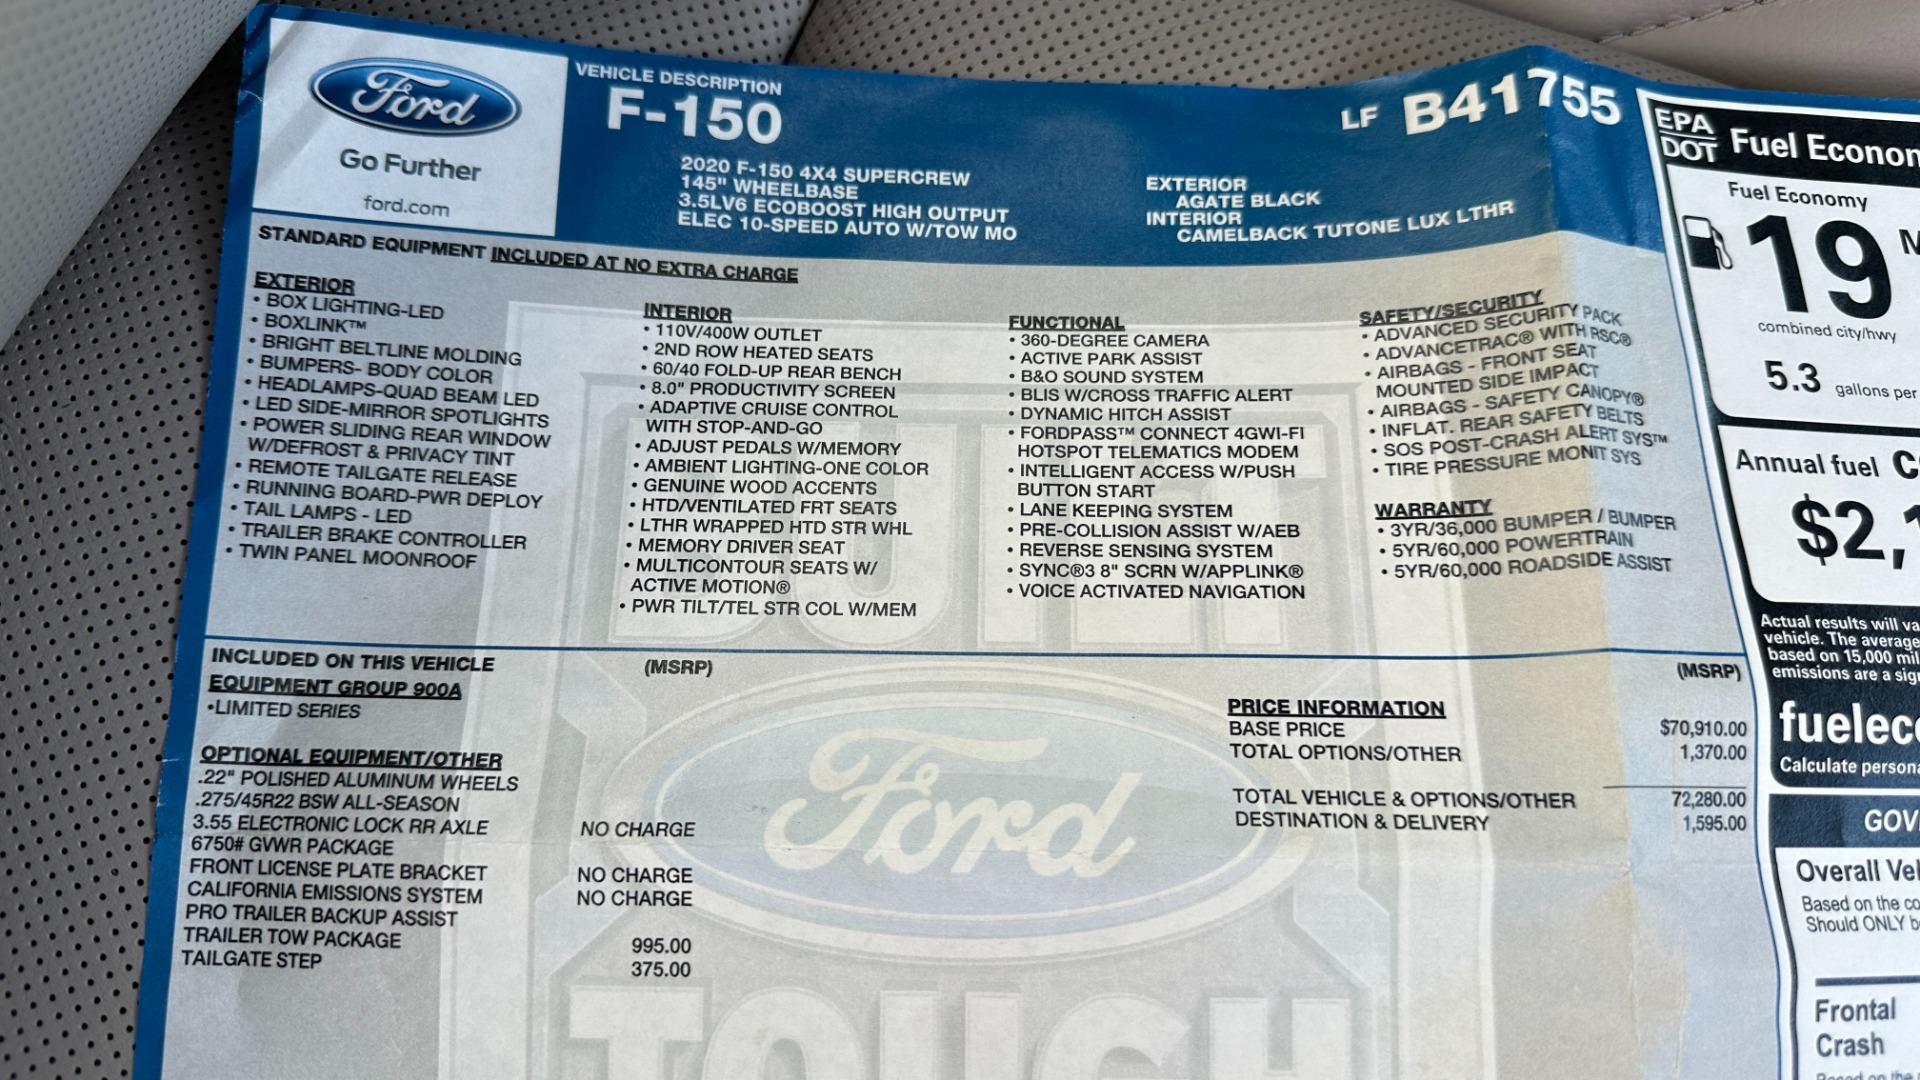 Ford
Go Further
ford.com
VEHICLE DESCRIPTION
F-150
LF B41755
2020 F-150 4X4 SUPERCREW
145" WHEELBASE
3.5LV6 ECOBOOST HIGH OUTPUT
ELEC 10-SPEED AUTO W/TOW MO
EXTERIOR
AGATE BLACK
INTERIOR
CAMELBACK TUTONE LUX LTHR
STANDARD EQUIPMENT INCLUDED AT NO EXTRA CHARGE
EXTERIOR
• BOX LIGHTING-LED
• BOXLINK™
• BRIGHT BELTLINE MOLDING
• BUMPERS- BODY COLOR
• HEADLAMPS-QUAD BEAM LED
• LED SIDE-MIRROR SPOTLIGHTS
• POWER SLIDING REAR WINDOW
W/DEFROST & PRIVACY TINT
• REMOTE TAILGATE RELEASE
• RUNNING BOARD-PWR DEPLOY
• TAIL LAMPS - LED
• TRAILER BRAKE CONTROLLER
• TWIN PANEL MOONROOF
INTERIOR
• 110V/400W OUTLET
• 2ND ROW HEATED SEATS
• 60/40 FOLD-UP REAR BENCH
• 8.0" PRODUCTIVITY SCREEN
• ADAPTIVE CRUISE CONTROL
WITH STOP-AND-GO
• ADJUST PEDALS W/MEMORY
• AMBIENT LIGHTING-ONE COLOR
• GENUINE WOOD ACCENTS
• HTD/VENTILATED FRT SEATS
• LTHR WRAPPED HTD STR WHL
• MEMORY DRIVER SEAT
• MULTICONTOUR SEATS W/
ACTIVE MOTION®
• PWR TILT/TEL STR COL W/MEM
FUNCTIONAL
• 360-DEGREE CAMERA
• ACTIVE PARK ASSIST
• B&O SOUND SYSTEM
• BLIS W/CROSS TRAFFIC ALERT
• DYNAMIC HITCH ASSIST
• FORDPASS™ CONNECT 4GWI-FI
HOTSPOT TELEMATICS MODEM
• INTELLIGENT ACCESS W/PUSH
BUTTON START
• LANE KEEPING SYSTEM
• PRE-COLLISION ASSIST W/AEB
• REVERSE SENSING SYSTEM
• SYNC®3 8" SCRN W/APPLINK®
• VOICE ACTIVATED NAVIGATION
SAFETY/SECURITY
• ADVANCED SECURITY PACK
• ADVANCETRAC® WITH RSC®
• AIRBAGS - FRONT SEAT
MOUNTED SIDE IMPACT
• AIRBAGS - SAFETY CANOPY®
• INFLAT. REAR SAFETY BELTS
• SOS POST-CRASH ALERT SYS™
• TIRE PRESSURE MONIT SYS
WARRANTY
• 3YR/36,000 BUMPER / BUMPER
• 5YR/60,000 POWERTRAIN
• 5YR/60,000 ROADSIDE ASSIST
INCLUDED ON THIS VEHICLE
(MSRP)
EQUIPMENT GROUP 900A
•LIMITED SERIES
OPTIONAL EQUIPMENT/OTHER
.22" POLISHED ALUMINUM WHEELS
.275/45R22 BSW ALL-SEASON
3.55 ELECTRONIC LOCK RR AXLE NO CHARGE
6750# GVWR PACKAGE
FRONT LICENSE PLATE BRACKET NO CHARGE
CALIFORNIA EMISSIONS SYSTEM NO CHARGE
PRO TRAILER BACKUP ASSIST
TRAILER TOW PACKAGE 995.00
TAILGATE STEP 375.00
(MSRP)
PRICE INFORMATION
BASE PRICE $70,910.00
TOTAL OPTIONS/OTHER 1,370.00
TOTAL VEHICLE & OPTIONS/OTHER 72,280.00
DESTINATION & DELIVERY 1,595.00
BUILT
Ford
TOUGH
EPA
DOT
Fuel Econom
Fuel Economy
19
combined city/hwy
5.3 gallons per
Annual fuel
$2,1
Actual results will va
vehicle. The average
based on 15,000 mil
emissions are a sig
fueleco
Calculate persona
GOV
Overall Veh
Based on the co
Should ONLY b
Frontal
Crash
Based on the